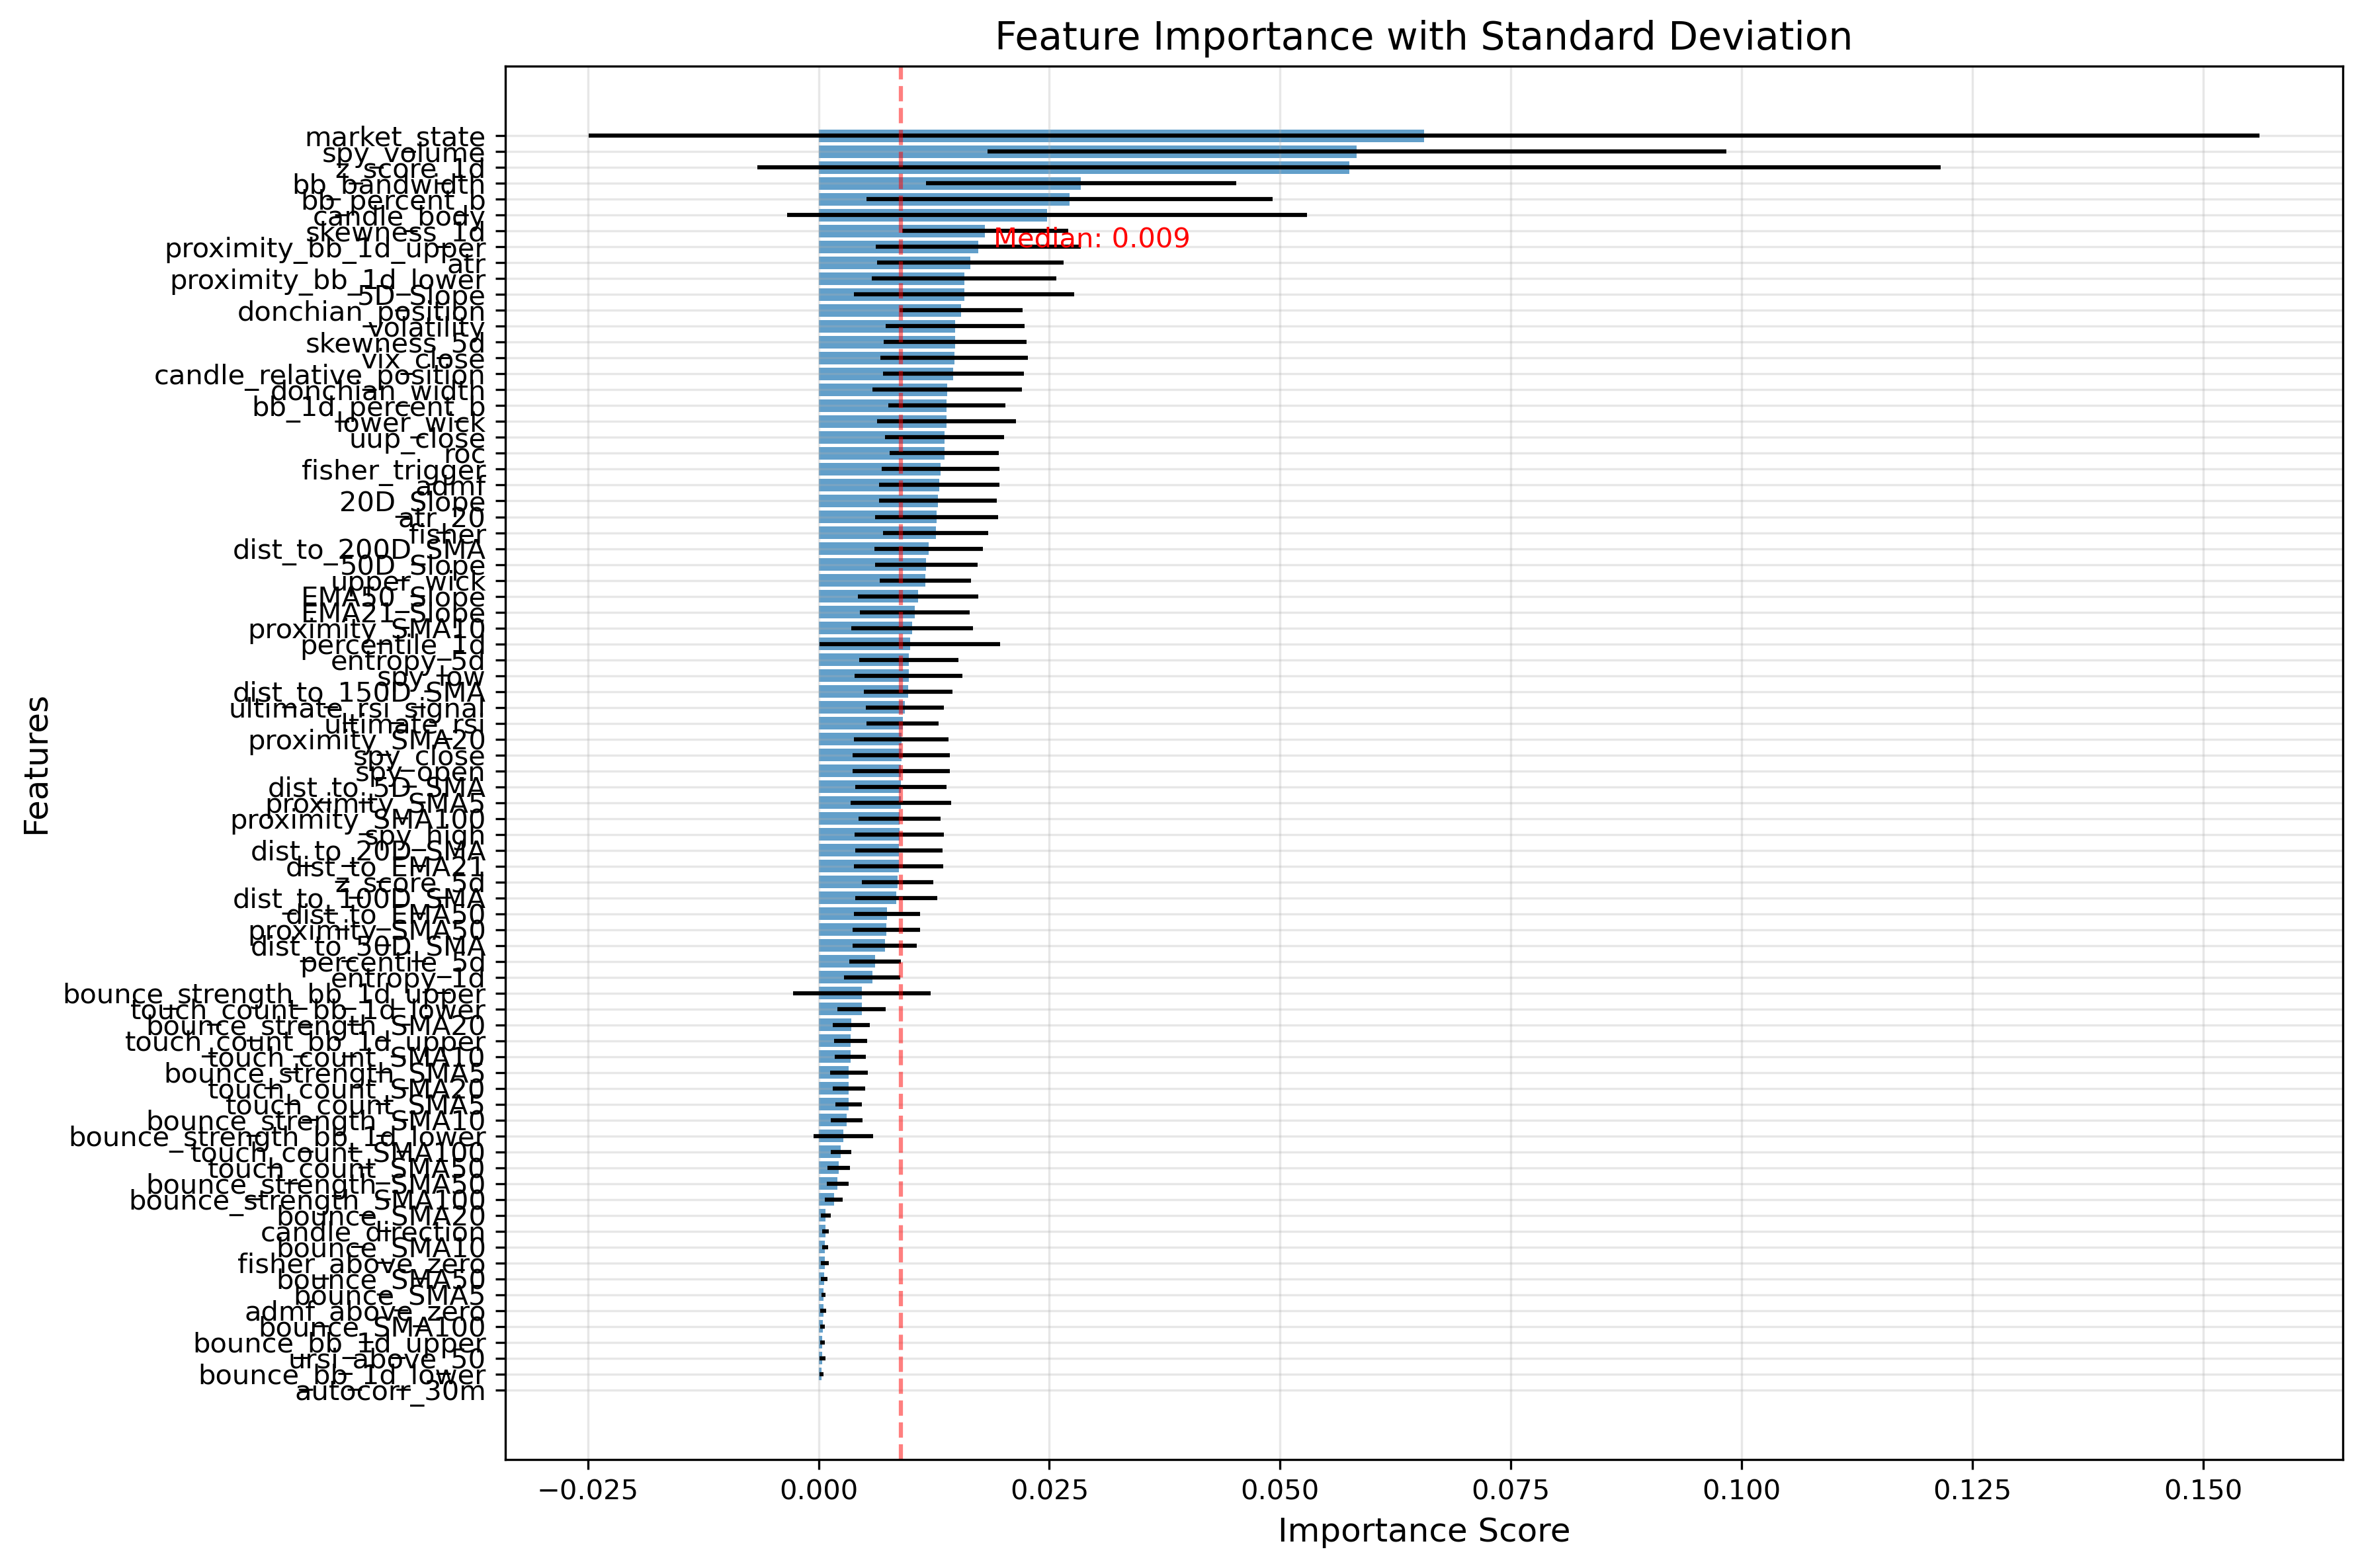 Feature Importance with Standard Deviation
market_state
spy_volume
z_score_1d
bb_bandwidth
bb_percent_b
candle_body
skewness_1d
proximity_bb_1d_upper
Median: 0.009
atr
proximity_bb_1d_lower
5D_Slope
donchian_position
volatility
skewness_5d
vix_close
candle_relative_position
donchian_width
bb_1d_percent_b
lower_wick
uup_close
roc
fisher_trigger
admf
20D_Slope
atr_20
fisher
dist_to_200D_SMA
50D_Slope
upper_wick
EMA50_Slope
EMA21_Slope
proximity_SMA10
percentile_1d
entropy_5d
spy_low
dist_to_150D_SMA
ultimate_rsi_signal
ultimate_rsi
proximity_SMA20
spy_close
spy_open
dist_to_5D_SMA
proximity_SMA5
proximity_SMA100
spy_high
dist_to_20D_SMA
dist_to_EMA21
z_score_5d
dist_to_100D_SMA
dist_to_EMA50
proximity_SMA50
dist_to_50D_SMA
percentile_5d
entropy_1d
bounce_strength_bb_1d_upper
touch_count_bb_1d_lower
bounce_strength_SMA20
touch_count_bb_1d_upper
touch_count_SMA10
bounce_strength_SMA5
touch_count_SMA20
touch_count_SMA5
bounce_strength_SMA10
bounce_strength_bb_1d_lower
touch_count_SMA100
touch_count_SMA50
bounce_strength_SMA50
bounce_strength_SMA100
bounce_SMA20
candle_direction
bounce_SMA10
fisher_above_zero
bounce_SMA50
bounce_SMA5
admf_above_zero
bounce_SMA100
bounce_bb_1d_upper
ursi_above_50
bounce_bb_1d_lower
autocorr_30m
Features
−0.025 0.000 0.025 0.050 0.075 0.100 0.125 0.150
Importance Score